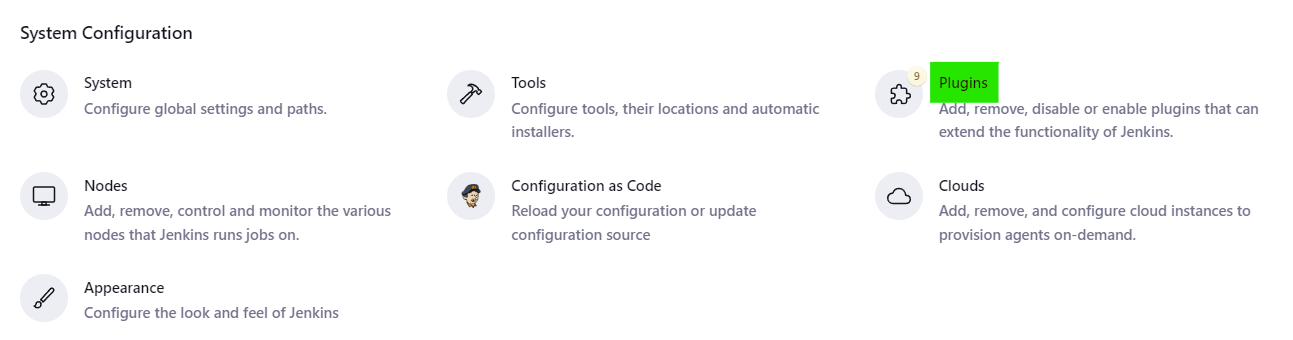 System Configuration
System
Configure global settings and paths.
Tools
Configure tools, their locations and automatic
installers.
9
Plugins
Add, remove, disable or enable plugins that can
extend the functionality of Jenkins.
Nodes
Add, remove, control and monitor the various
nodes that Jenkins runs jobs on.
Configuration as Code
Reload your configuration or update
configuration source
Clouds
Add, remove, and configure cloud instances to
provision agents on-demand.
Appearance
Configure the look and feel of Jenkins